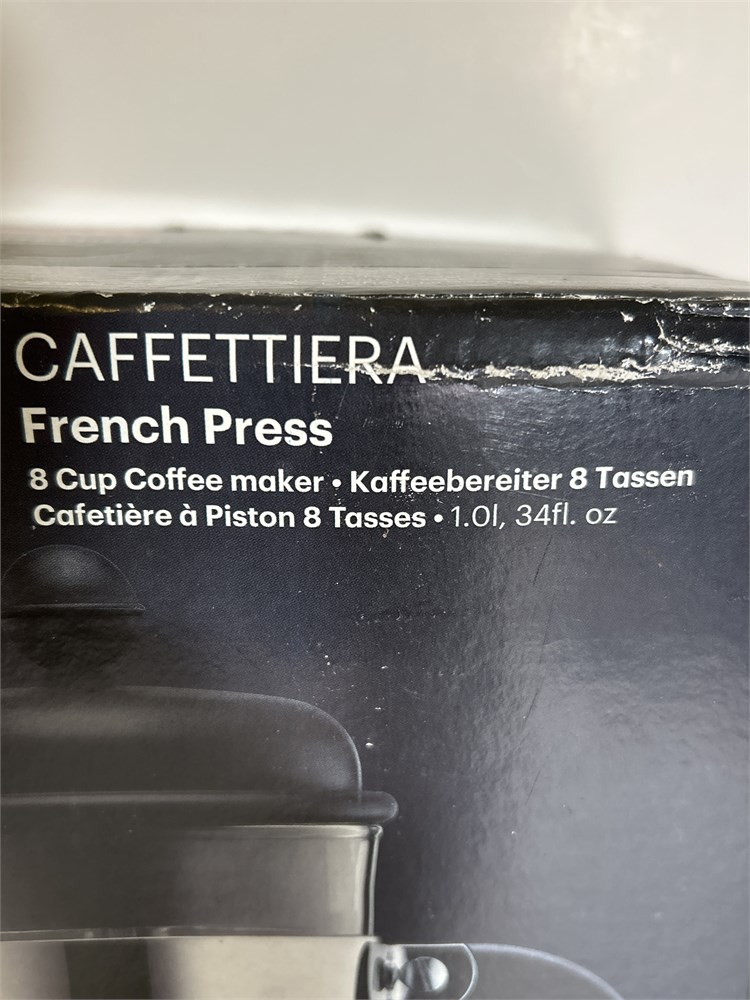 CAFFETTIERA
French Press
8 Cup Coffee maker • Kaffeebereiter 8 Tassen
Cafetière à Piston 8 Tasses • 1.0l, 34fl. oz